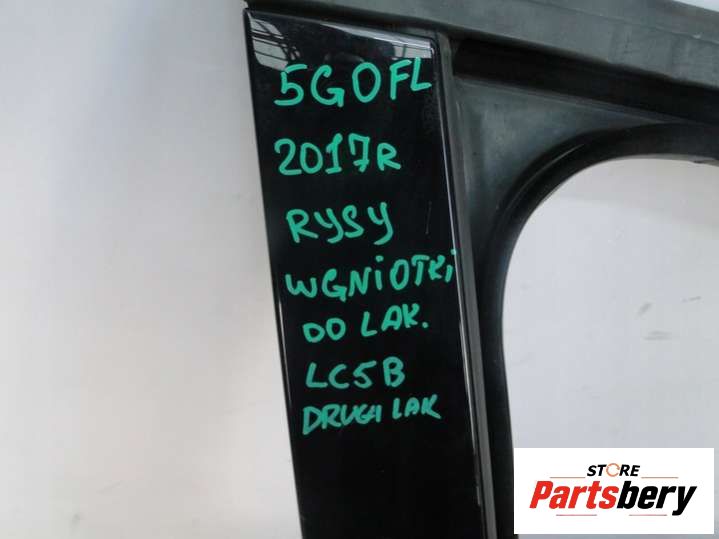 5G0FL
2017R
RYSY
WGNiOTKi
DO LAK.
LC5B
DRUGI LAK
STORE
Partsbery